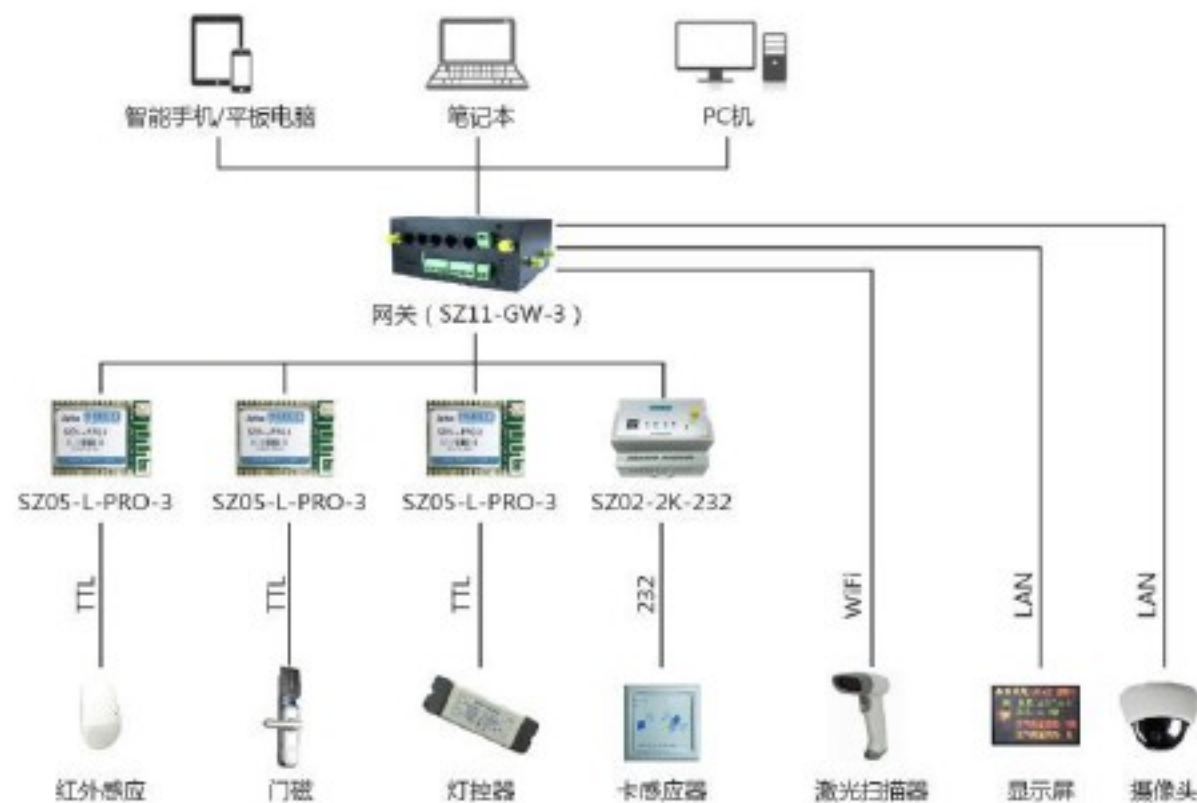 智能手机/平板电脑
笔记本
PC机
网关（SZ11-GW-3）
SZ05-L-PRO-3
SZ05-L-PRO-3
SZ05-L-PRO-3
SZ02-2K-232
TTL
TTL
TTL
232
WiFi
LAN
LAN
红外感应
门磁
灯控器
卡感应器
激光扫描器
显示屏
摄像头